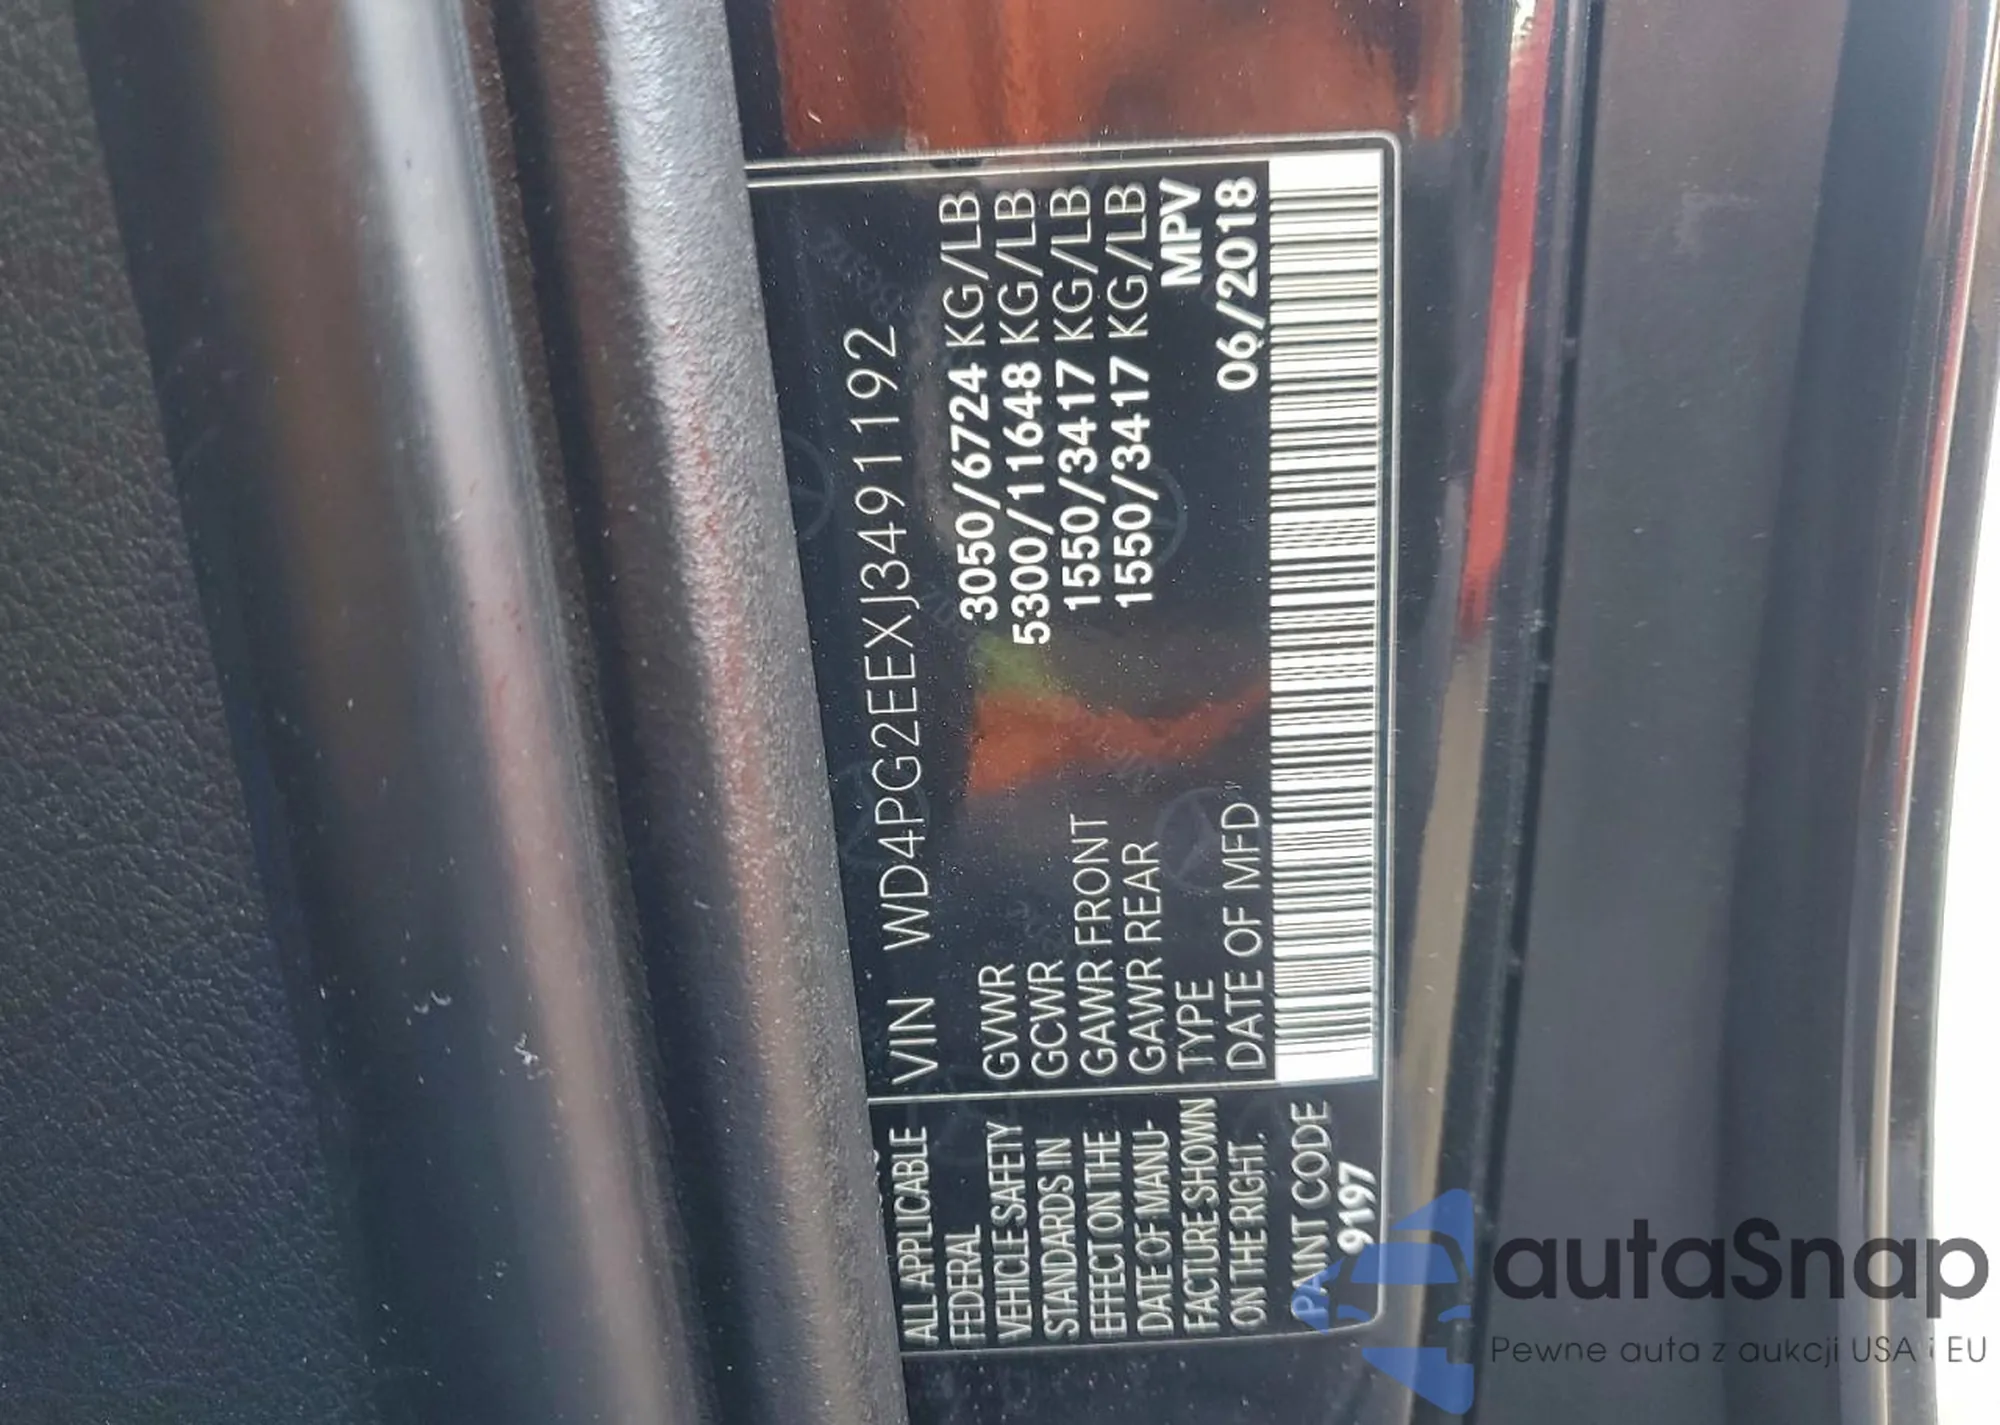 VIN WD4PG2EEXJ3491192
GVWR 3050/6724 KG/LB
GCWR 5300/11648 KG/LB
GAWR FRONT 1550/3417 KG/LB
GAWR REAR 1550/3417 KG/LB
TYPE MPV
DATE OF MFD 06/2018
ALL APPLICABLE
FEDERAL
VEHICLE SAFETY
STANDARDS IN
EFFECT ON THE
DATE OF MANU-
FACTURE SHOWN
ON THE RIGHT.
PAINT CODE
9197
autaSnap
Pewne auta z aukcji USA i EU